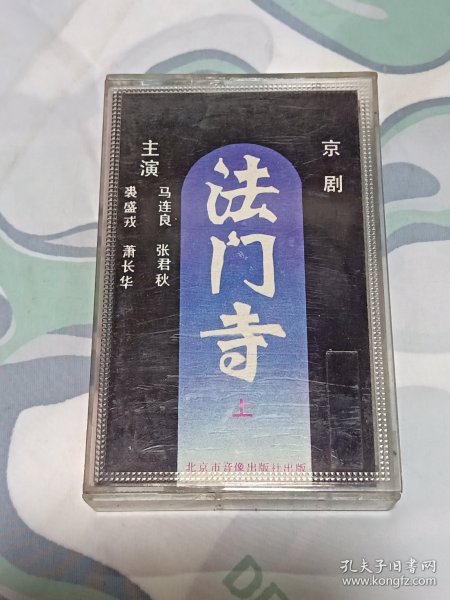 京剧
法门寺
上
主演
马连良 张君秋
裘盛戎 萧长华
北京市音像出版社出版
DE
孔夫子旧书网
www.kongfz.com